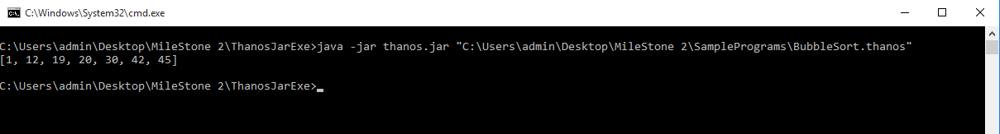 C:\Windows\System32\cmd.exe
C:\Users\admin\Desktop\MileStone 2\ThanosJarExe>java -jar thanos.jar "C:\Users\admin\Desktop\MileStone 2\SamplePrograms\BubbleSort.thanos"
[1, 12, 19, 20, 30, 42, 45]
C:\Users\admin\Desktop\MileStone 2\ThanosJarExe>